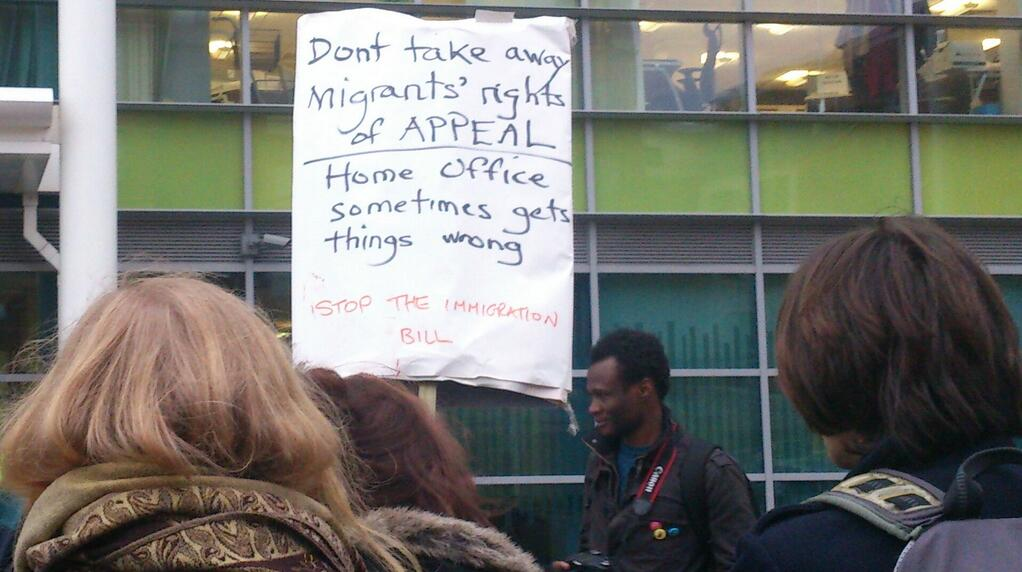 Dont take away
Migrants' rights
of APPEAL
Home Office
sometimes gets
things wrong
STOP THE IMMIGRATION
BILL
Canon